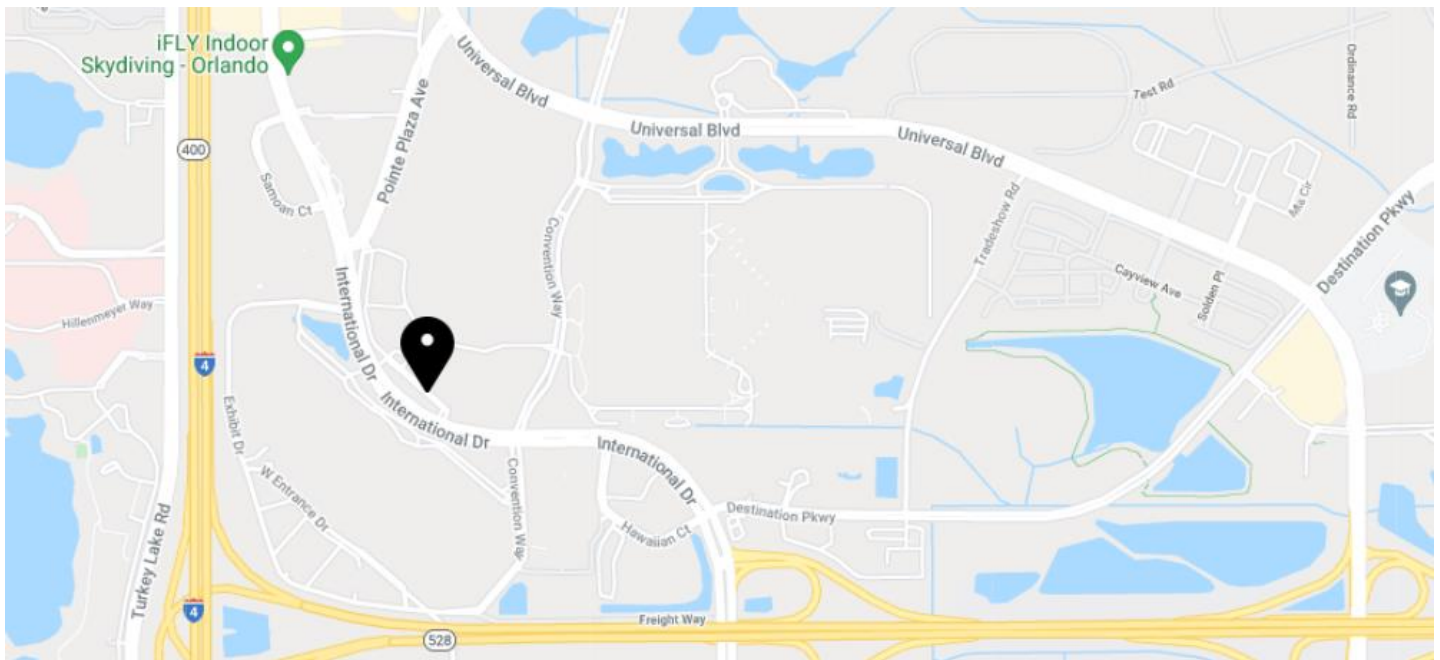 iFLY Indoor
Skydiving - Orlando
Pointe Plaza Ave
Universal Blvd
Universal Blvd
Universal Blvd
Test Rd
Ordinance Rd
400
Samoan Ct
Convention Way
Tradeshow Rd
Mia Cir
Destination Pkwy
Cayview Ave
Solden Pl
International Dr
Hillenmeyer Way
4
Exhibit Dr
International Dr
International Dr
W Entrance Dr
Convention Way
Hawaiian Ct
Destination Pkwy
Turkey Lake Rd
4
528
Freight Way